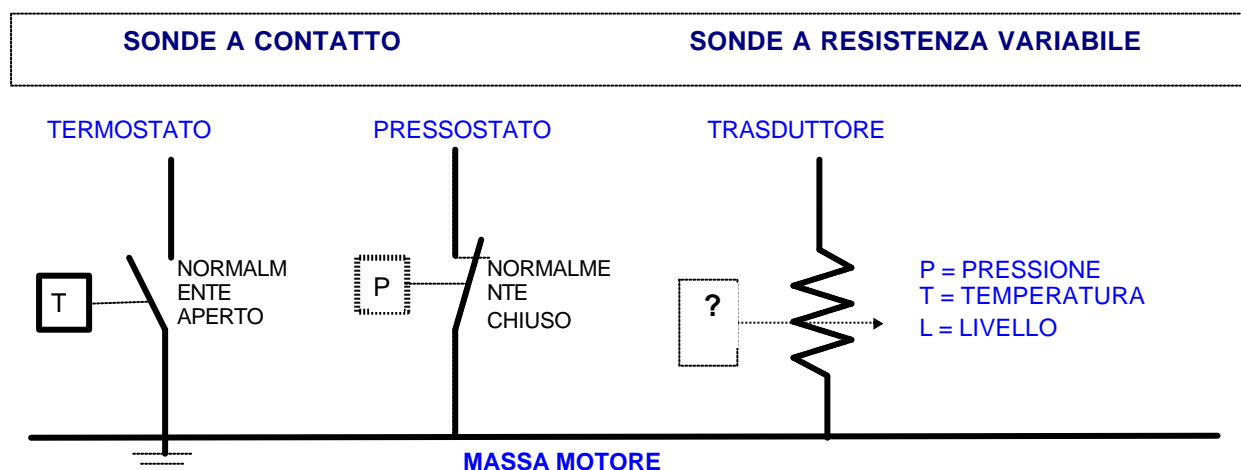 SONDE A CONTATTO
SONDE A RESISTENZA VARIABILE
TERMOSTATO
PRESSOSTATO
TRASDUTTORE
T
NORMALM
ENTE
APERTO
P
NORMALME
NTE
CHIUSO
?
P = PRESSIONE
T = TEMPERATURA
L = LIVELLO
MASSA MOTORE